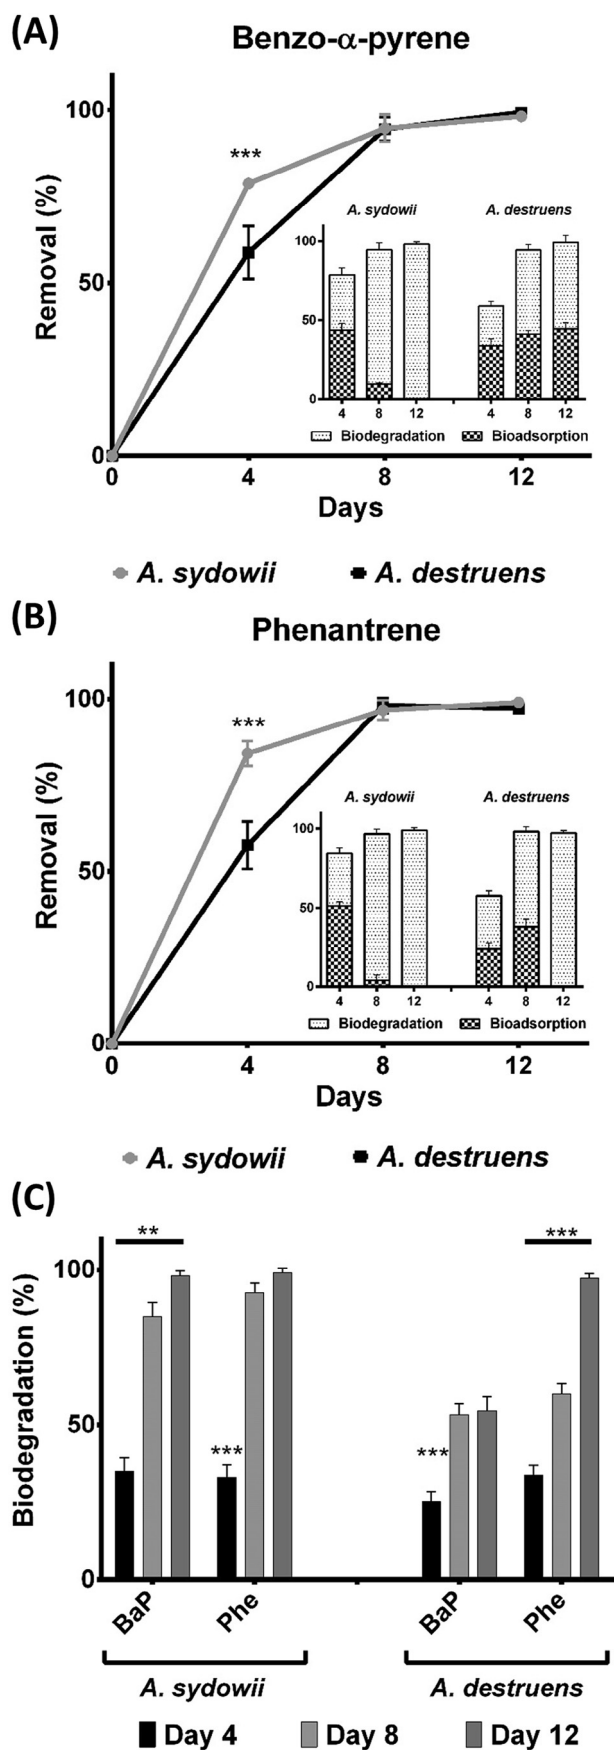 (A)
Benzo-α-pyrene
Removal (%)
100
50
0
***
0 4 8 12
Days
A. sydowii A. destruens
100
50
0
4 8 12 4 8 12
Biodegradation Bioadsorption
A. sydowii A. destruens
(B)
Phenantrene
Removal (%)
100
50
0
***
0 4 8 12
Days
A. sydowii A. destruens
100
50
0
4 8 12 4 8 12
Biodegradation Bioadsorption
A. sydowii A. destruens
(C)
Biodegradation (%)
100
50
0
** ***
*** ***
BaP Phe BaP Phe
A. sydowii A. destruens
Day 4 Day 8 Day 12